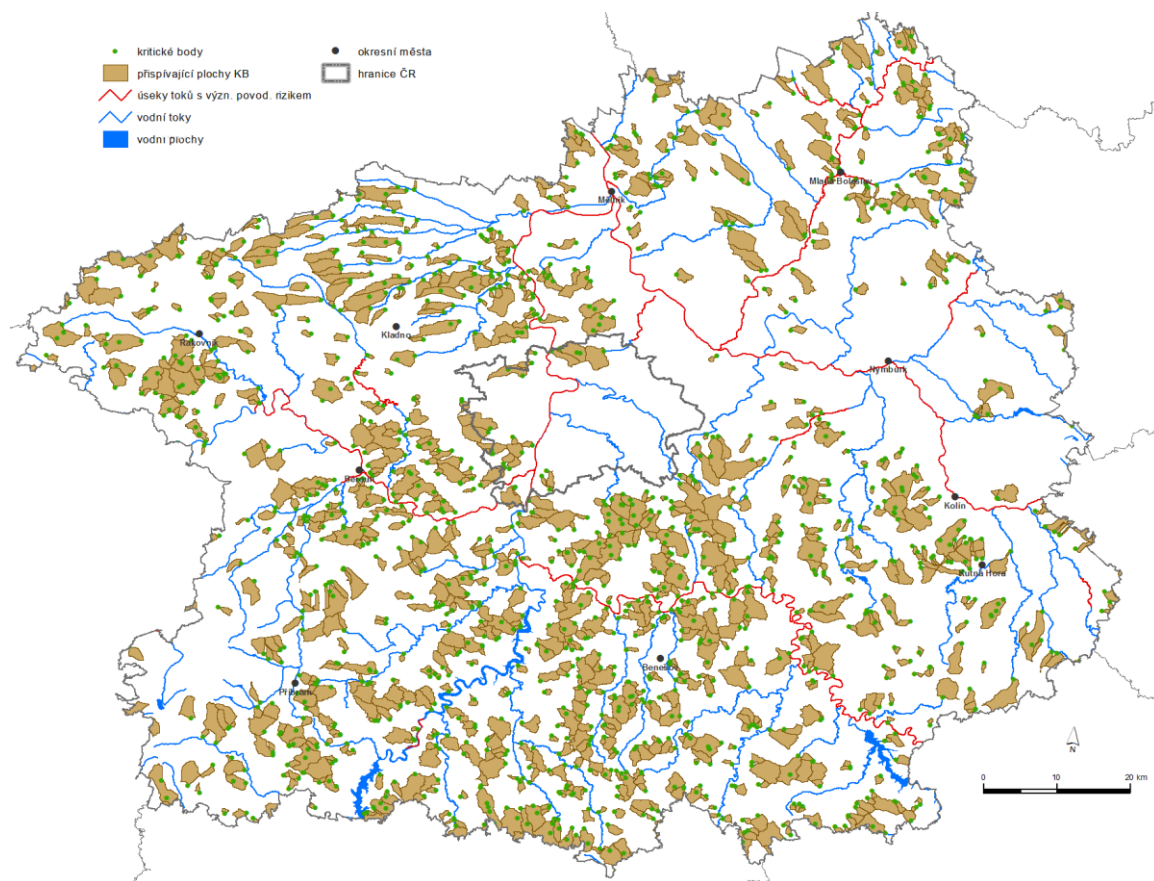 kritické body
přispívající plochy KB
úseky toků s význ. povod. rizikem
vodní toky
vodní plochy
okresní města
hranice ČR
Mladá Boleslav
Mělník
Rakovník
Kladno
Nymburk
Beroun
Kolín
Kutná Hora
Benešov
Příbram
N
0 10 20 km